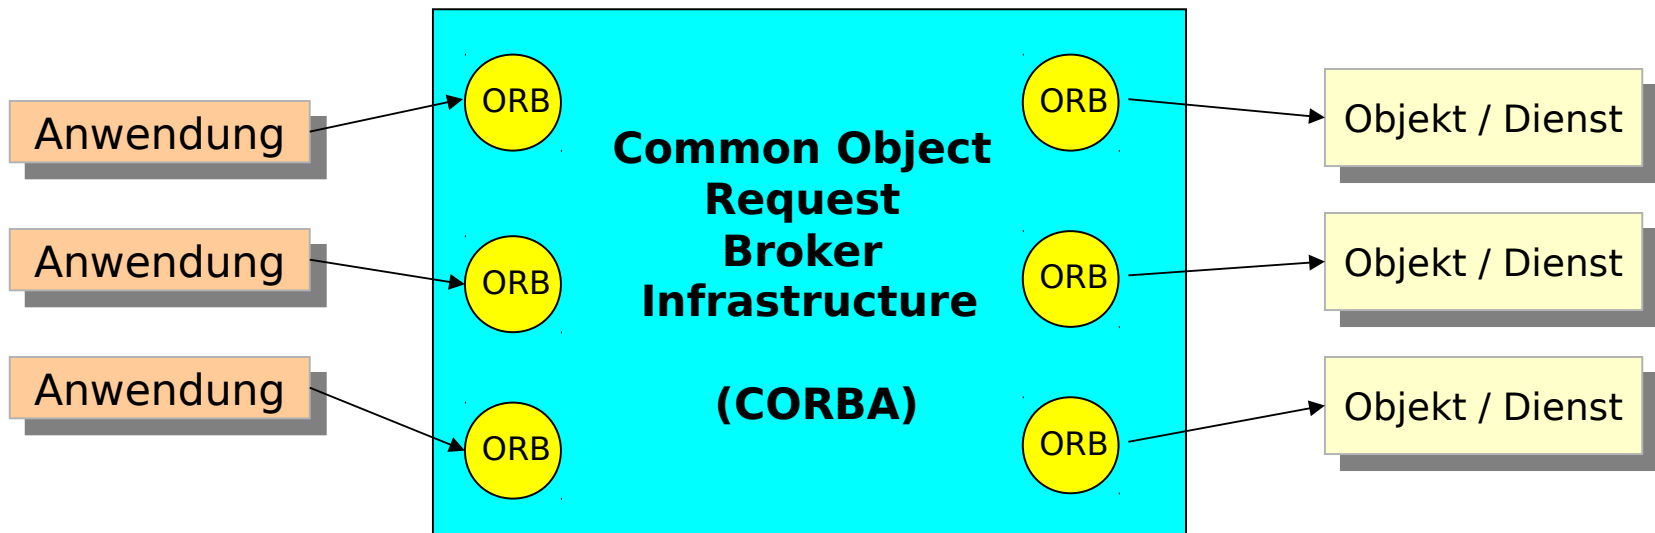 Anwendung
Anwendung
Anwendung
ORB
ORB
ORB
Common Object
Request
Broker
Infrastructure
(CORBA)
ORB
ORB
ORB
Objekt / Dienst
Objekt / Dienst
Objekt / Dienst